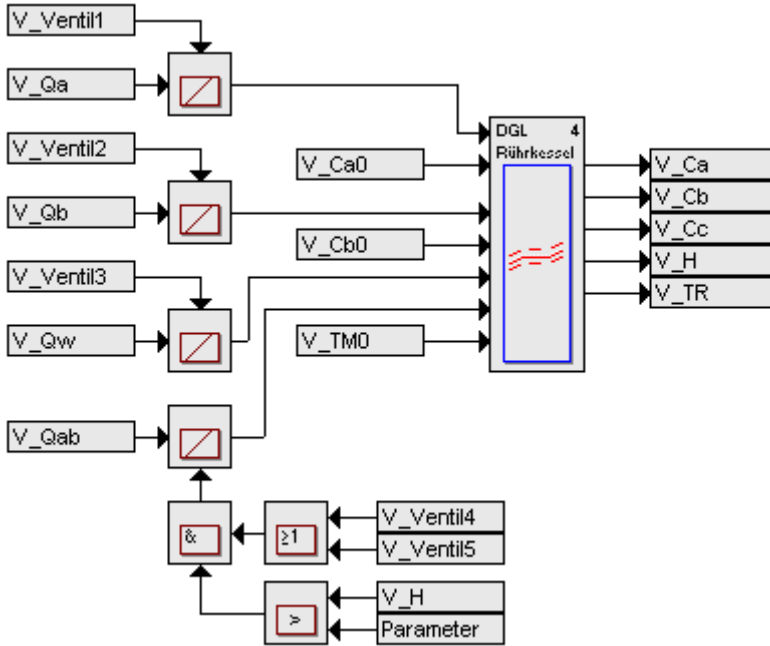 V_Ventil1
V_Qa
V_Ventil2
V_Qb
V_Ventil3
V_Qw
V_Qab
V_Ca0
V_Cb0
V_TM0
DGL 4
Rührkessel
V_Ca
V_Cb
V_Cc
V_H
V_TR
&
≥1
V_Ventil4
V_Ventil5
>
V_H
Parameter